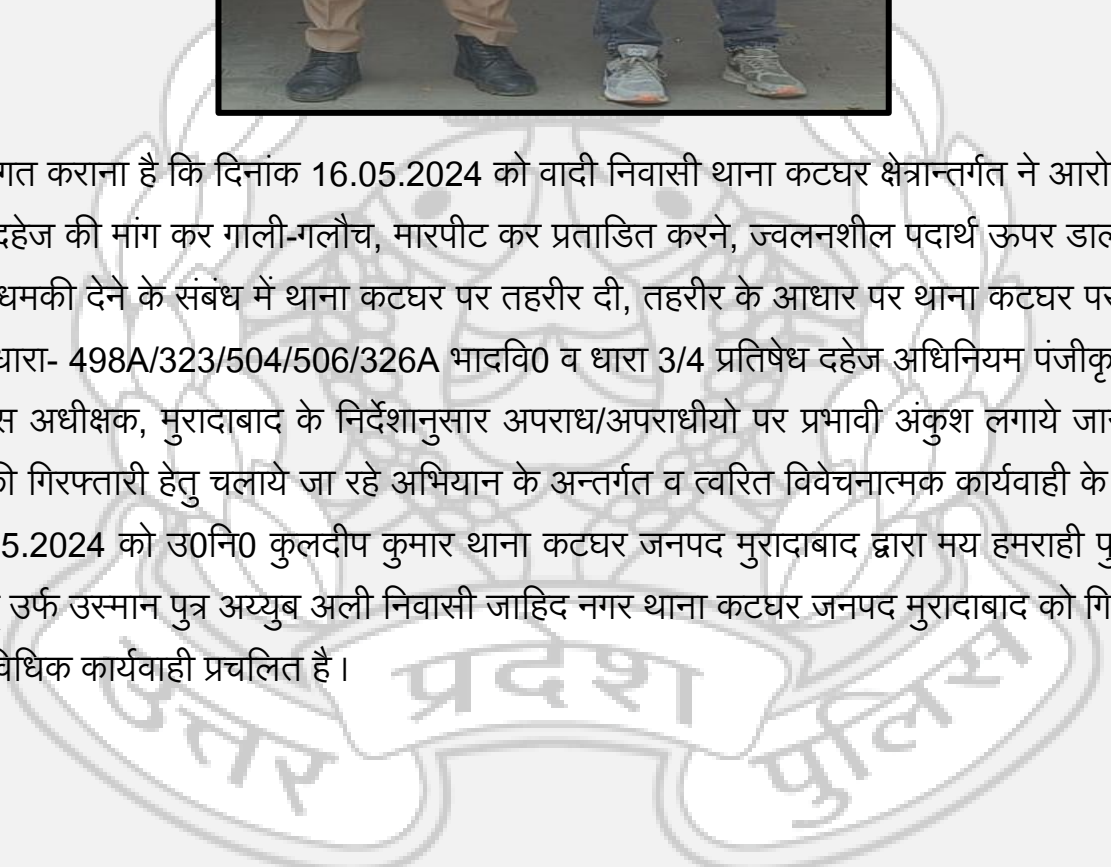 गत कराना है कि दिनांक 16.05.2024 को वादी निवासी थाना कटघर क्षेत्रान्तर्गत ने आरो
दहेज की मांग कर गाली-गलौच, मारपीट कर प्रताडित करने, ज्वलनशील पदार्थ ऊपर डाल
धमकी देने के संबंध में थाना कटघर पर तहरीर दी, तहरीर के आधार पर थाना कटघर पर
धारा- 498A/323/504/506/326A भादवि0 व धारा 3/4 प्रतिषेध दहेज अधिनियम पंजीकृ
स अधीक्षक, मुरादाबाद के निर्देशानुसार अपराध/अपराधीयो पर प्रभावी अंकुश लगाये जा
की गिरफ्तारी हेतु चलाये जा रहे अभियान के अन्तर्गत व त्वरित विवेचनात्मक कार्यवाही के
5.2024 को उ0नि0 कुलदीप कुमार थाना कटघर जनपद मुरादाबाद द्वारा मय हमराही पु
उर्फ उस्मान पुत्र अय्युब अली निवासी जाहिद नगर थाना कटघर जनपद मुरादाबाद को गि
विधिक कार्यवाही प्रचलित है।
उत्तर प्रदेश पुलिस